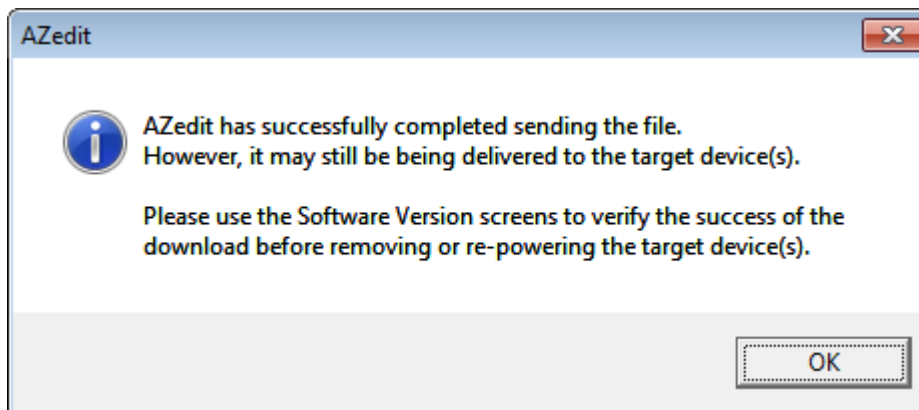 AZedit
AZedit has successfully completed sending the file.
However, it may still be being delivered to the target device(s).
Please use the Software Version screens to verify the success of the
download before removing or re-powering the target device(s).
OK